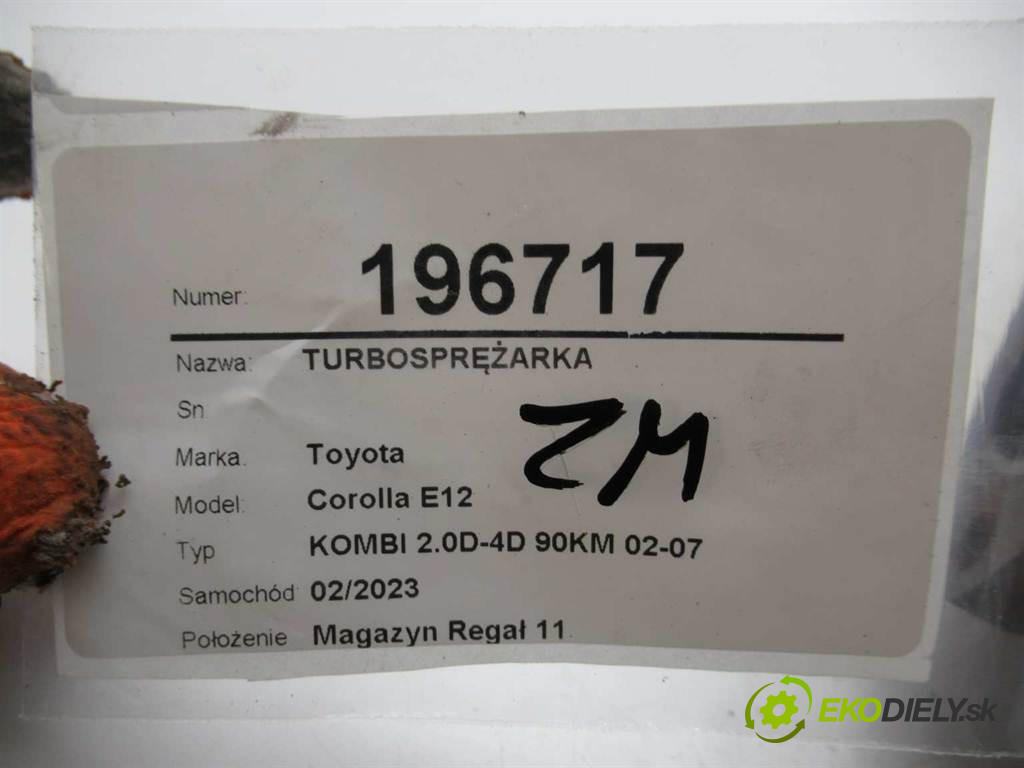 Numer: 196717
Nazwa: TURBOSPRĘŻARKA
Sn
Marka. Toyota
Model: Corolla E12
Typ KOMBI 2.0D-4D 90KM 02-07
Samochód 02/2023
Położenie Magazyn Regał 11
ZM
EKODIELY.sk